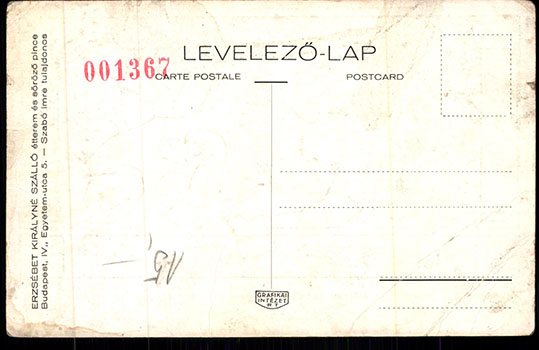 LEVELEZŐ-LAP
001367
CARTE POSTALE
POSTCARD
ERZSÉBET KIRÁLYNÉ SZÁLLÓ étterem és söröző pince
Budapest, IV., Egyetem-utca 5. — Szabó Imre tulajdonos
15,—
GRAFIKAI
INTÉZET